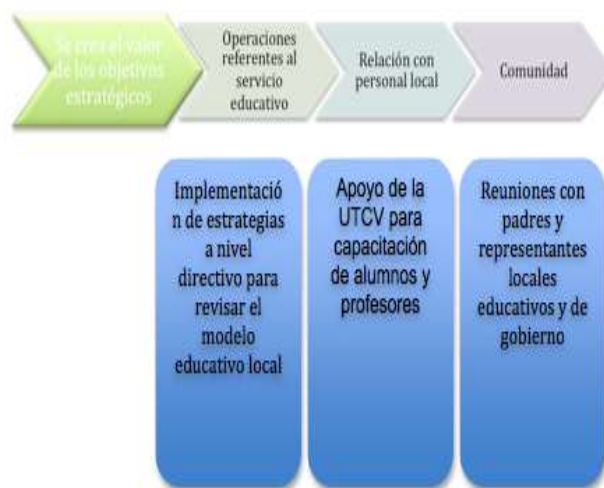 Se crea el valor
de los objetivos
estratégicos
Operaciones
referentes al
servicio
educativo
Relación con
personal local
Comunidad
Implementació
n de estrategias
a nivel
directivo para
revisar el
modelo
educativo local
Apoyo de la
UTCV para
capacitación
de alumnos y
profesores
Reuniones con
padres y
representantes
locales
educativos y de
gobierno